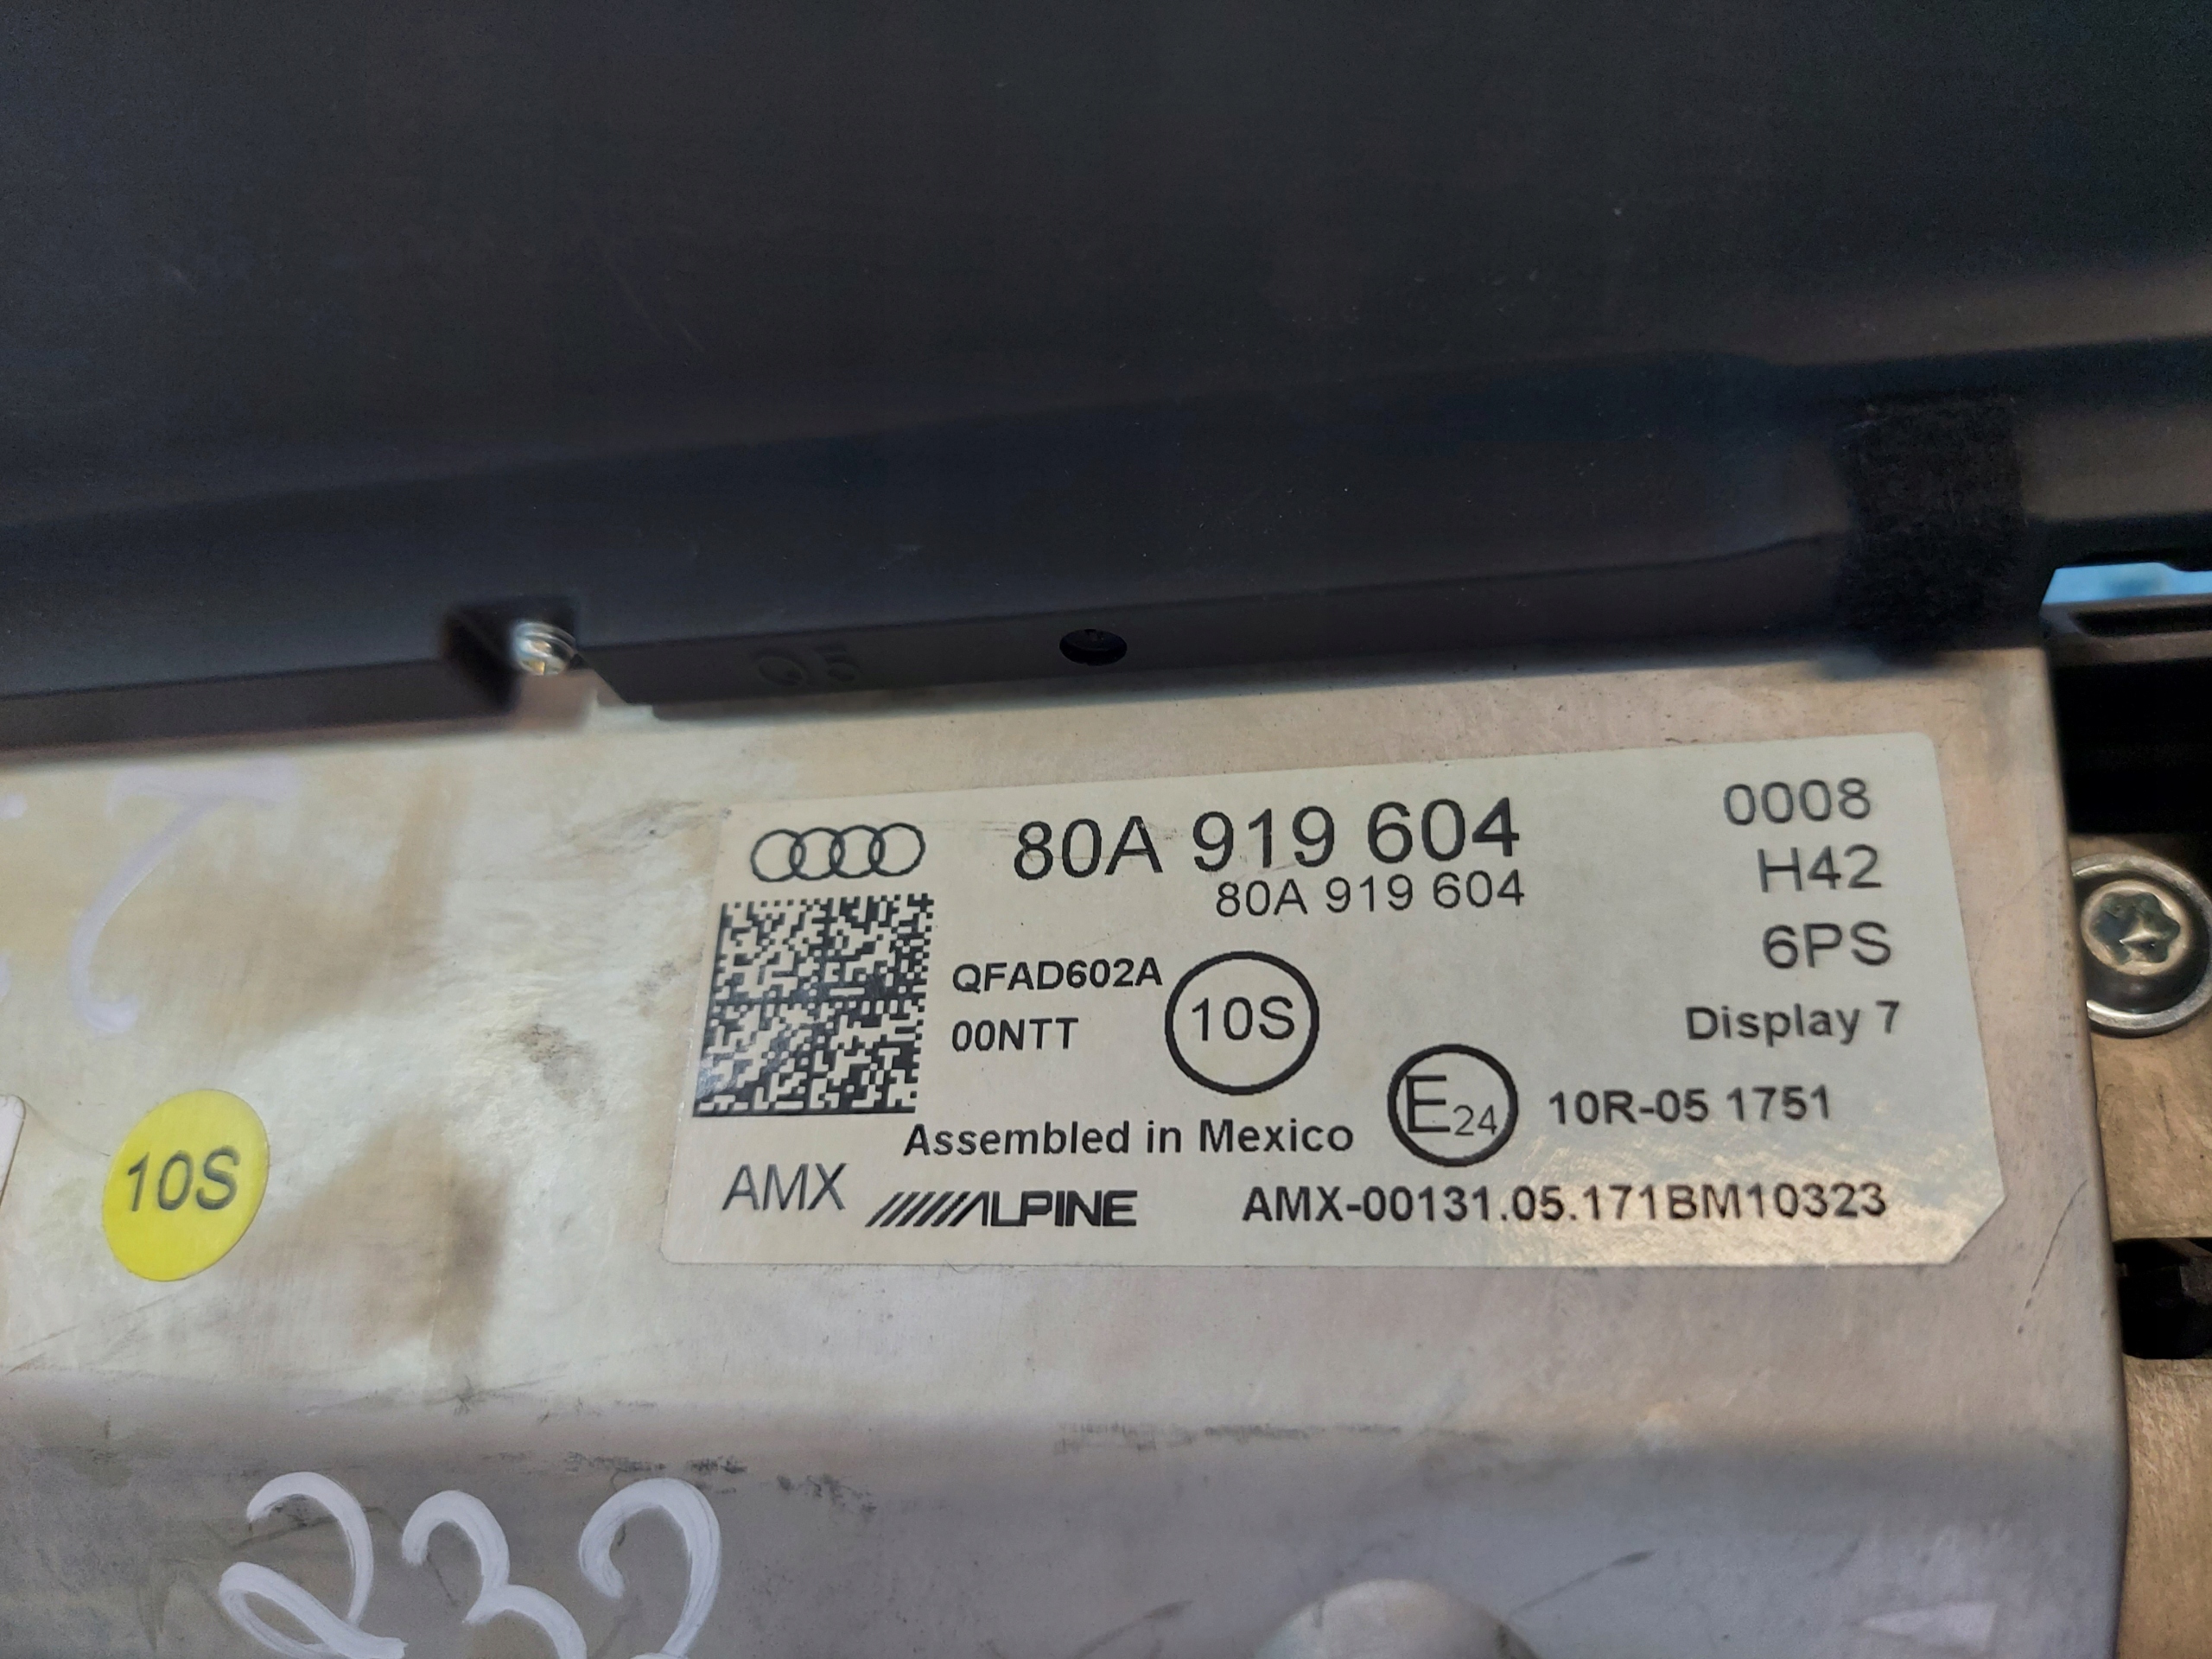 80A 919 604
80A 919 604
0008
H42
6PS
QFAD602A
00NTT
10S
Display 7
E24
10R-05 1751
Assembled in Mexico
AMX
ALPINE
AMX-00131.05.171BM10323
10S